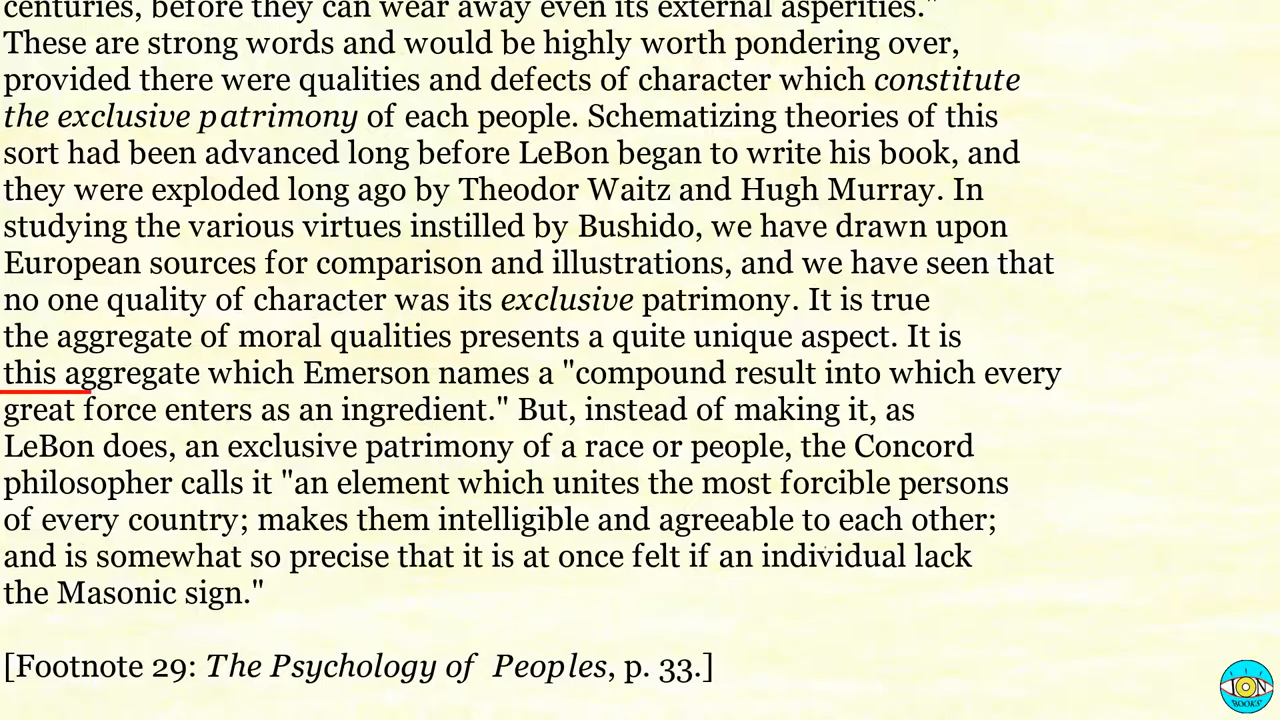 centuries, before they can wear away even its external asperities."
These are strong words and would be highly worth pondering over,
provided there were qualities and defects of character which constitute
the exclusive patrimony of each people. Schematizing theories of this
sort had been advanced long before LeBon began to write his book, and
they were exploded long ago by Theodor Waitz and Hugh Murray. In
studying the various virtues instilled by Bushido, we have drawn upon
European sources for comparison and illustrations, and we have seen that
no one quality of character was its exclusive patrimony. It is true
the aggregate of moral qualities presents a quite unique aspect. It is
this aggregate which Emerson names a "compound result into which every
great force enters as an ingredient." But, instead of making it, as
LeBon does, an exclusive patrimony of a race or people, the Concord
philosopher calls it "an element which unites the most forcible persons
of every country; makes them intelligible and agreeable to each other;
and is somewhat so precise that it is at once felt if an individual lack
the Masonic sign."
[Footnote 29: The Psychology of Peoples, p. 33.]
ION
BOOKS